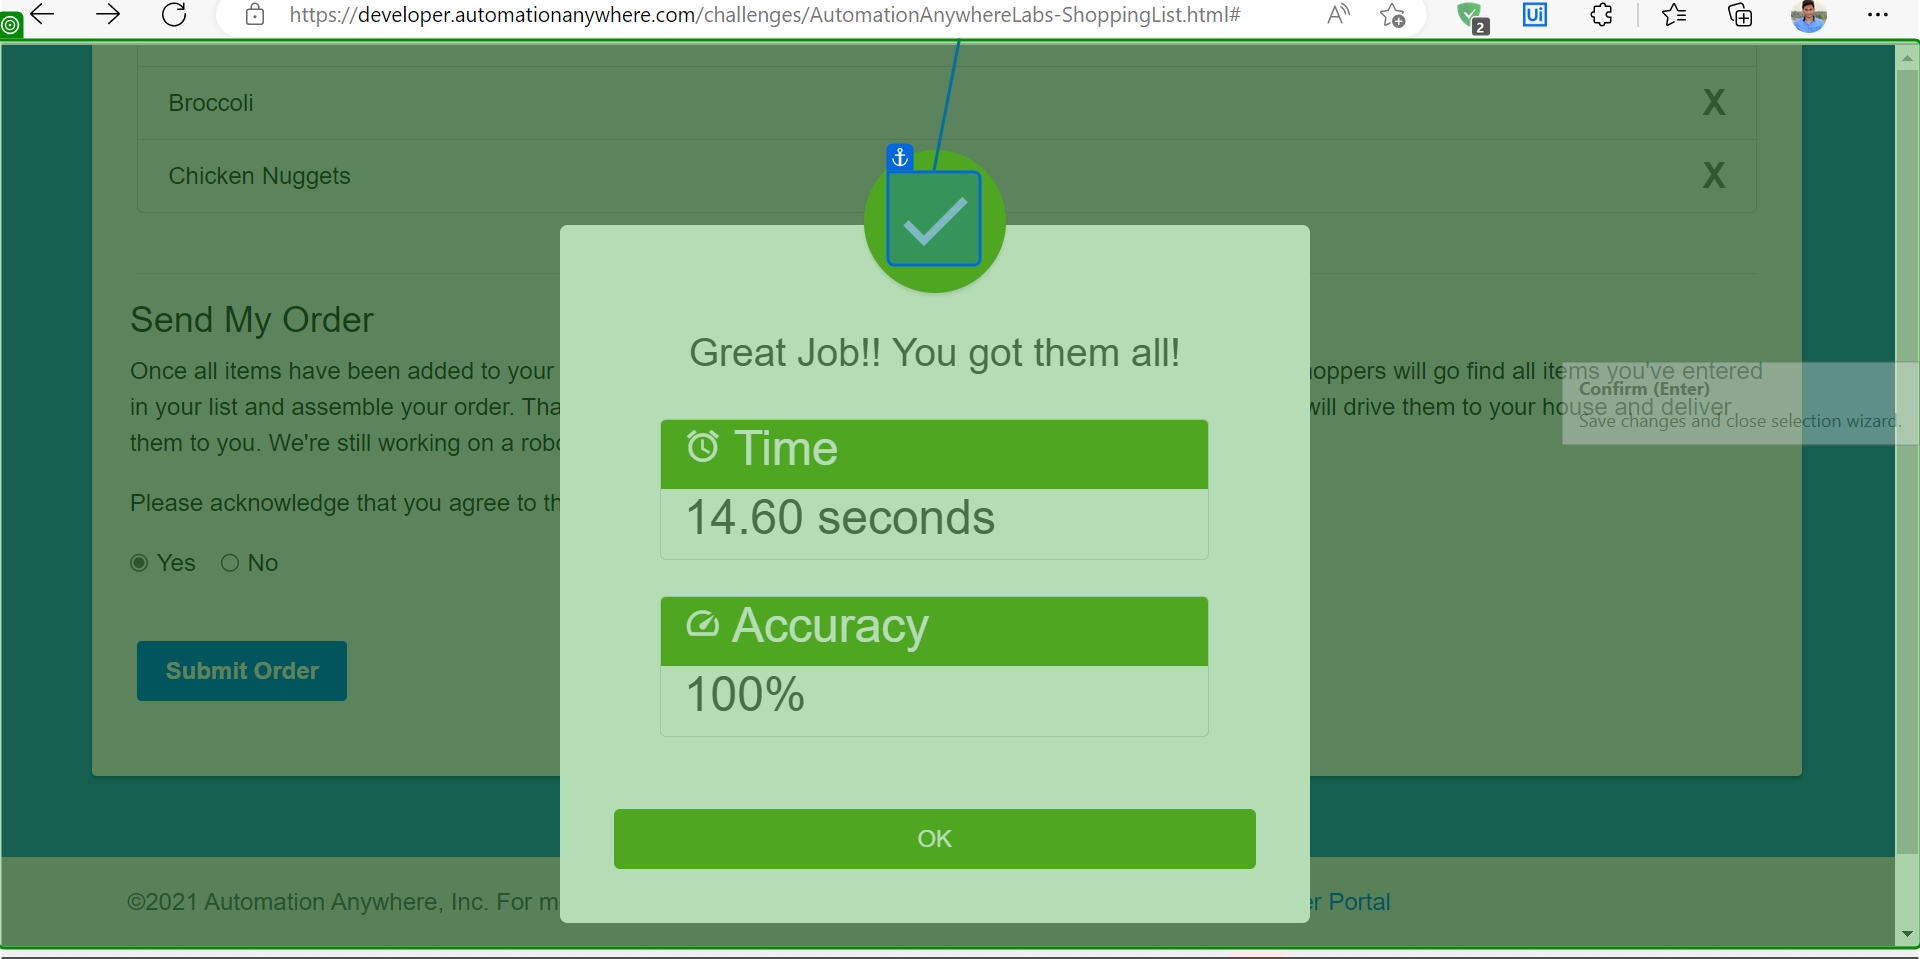 https://developer.automationanywhere.com/challenges/AutomationAnywhereLabs-ShoppingList.html#
2
Ui
Broccoli X
Chicken Nuggets X
Send My Order
Great Job!! You got them all!
Once all items have been added to your hoppers will go find all items you've entered
Confirm (Enter)
in your list and assemble your order. Tha will drive them to your house and deliver
Save changes and close selection wizard.
them to you. We're still working on a robo
Time
14.60 seconds
Please acknowledge that you agree to th
Yes No
Accuracy
100%
Submit Order
OK
©2021 Automation Anywhere, Inc. For m er Portal